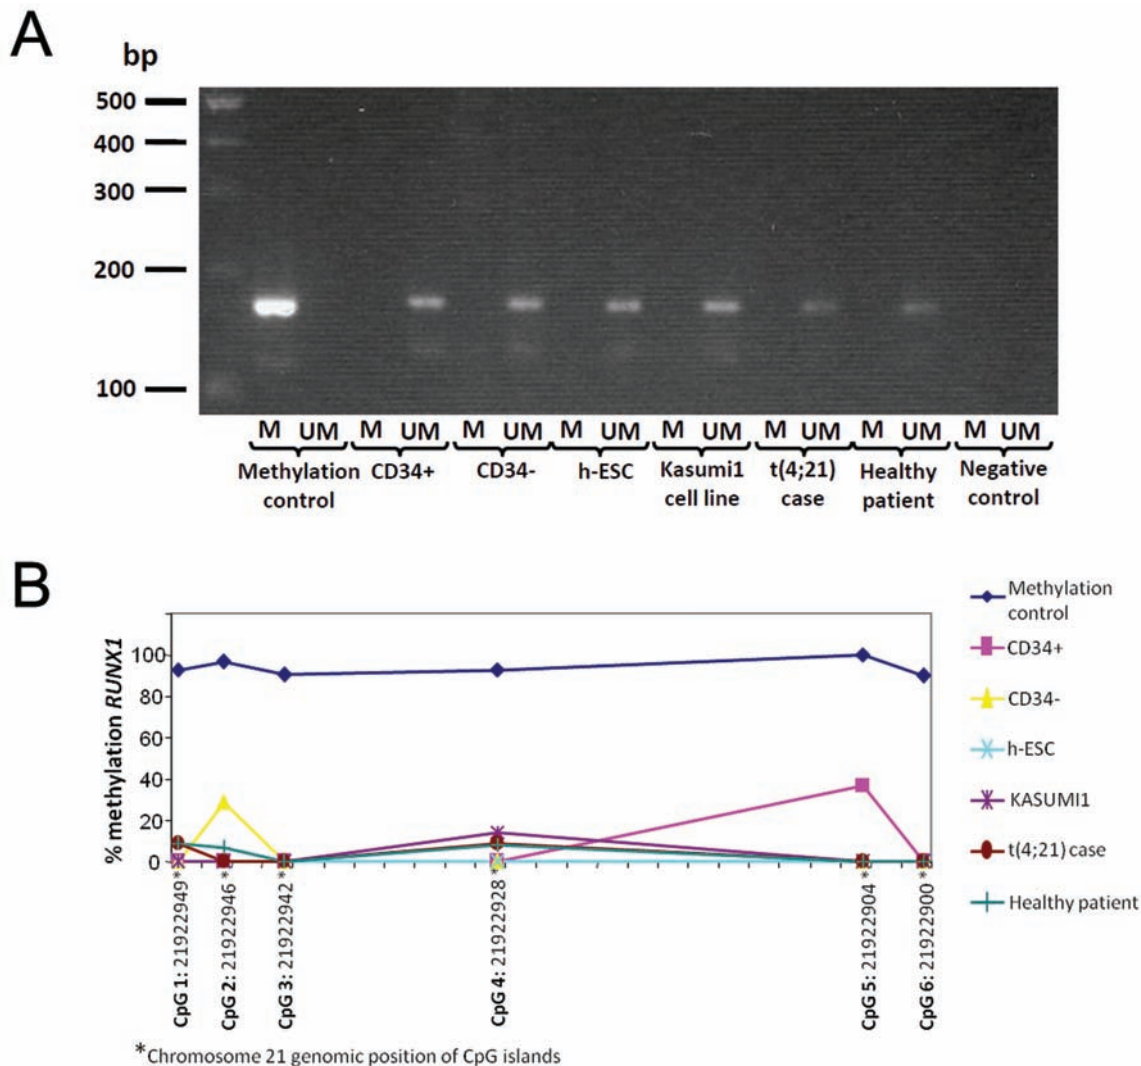 A
bp
500
400
300
200
100
M UM M UM M UM M UM M UM M UM M UM M UM
Methylation control
CD34+
CD34-
h-ESC
Kasumi1 cell line
t(4;21) case
Healthy patient
Negative control
B
% methylation RUNX1
100
80
60
40
20
0
CpG 1: 21922949*
CpG 2: 21922946*
CpG 3: 21922942*
CpG 4: 21922928*
CpG 5: 21922904*
CpG 6: 21922900*
Methylation control
CD34+
CD34-
h-ESC
KASUMI1
t(4;21) case
Healthy patient
*Chromosome 21 genomic position of CpG islands